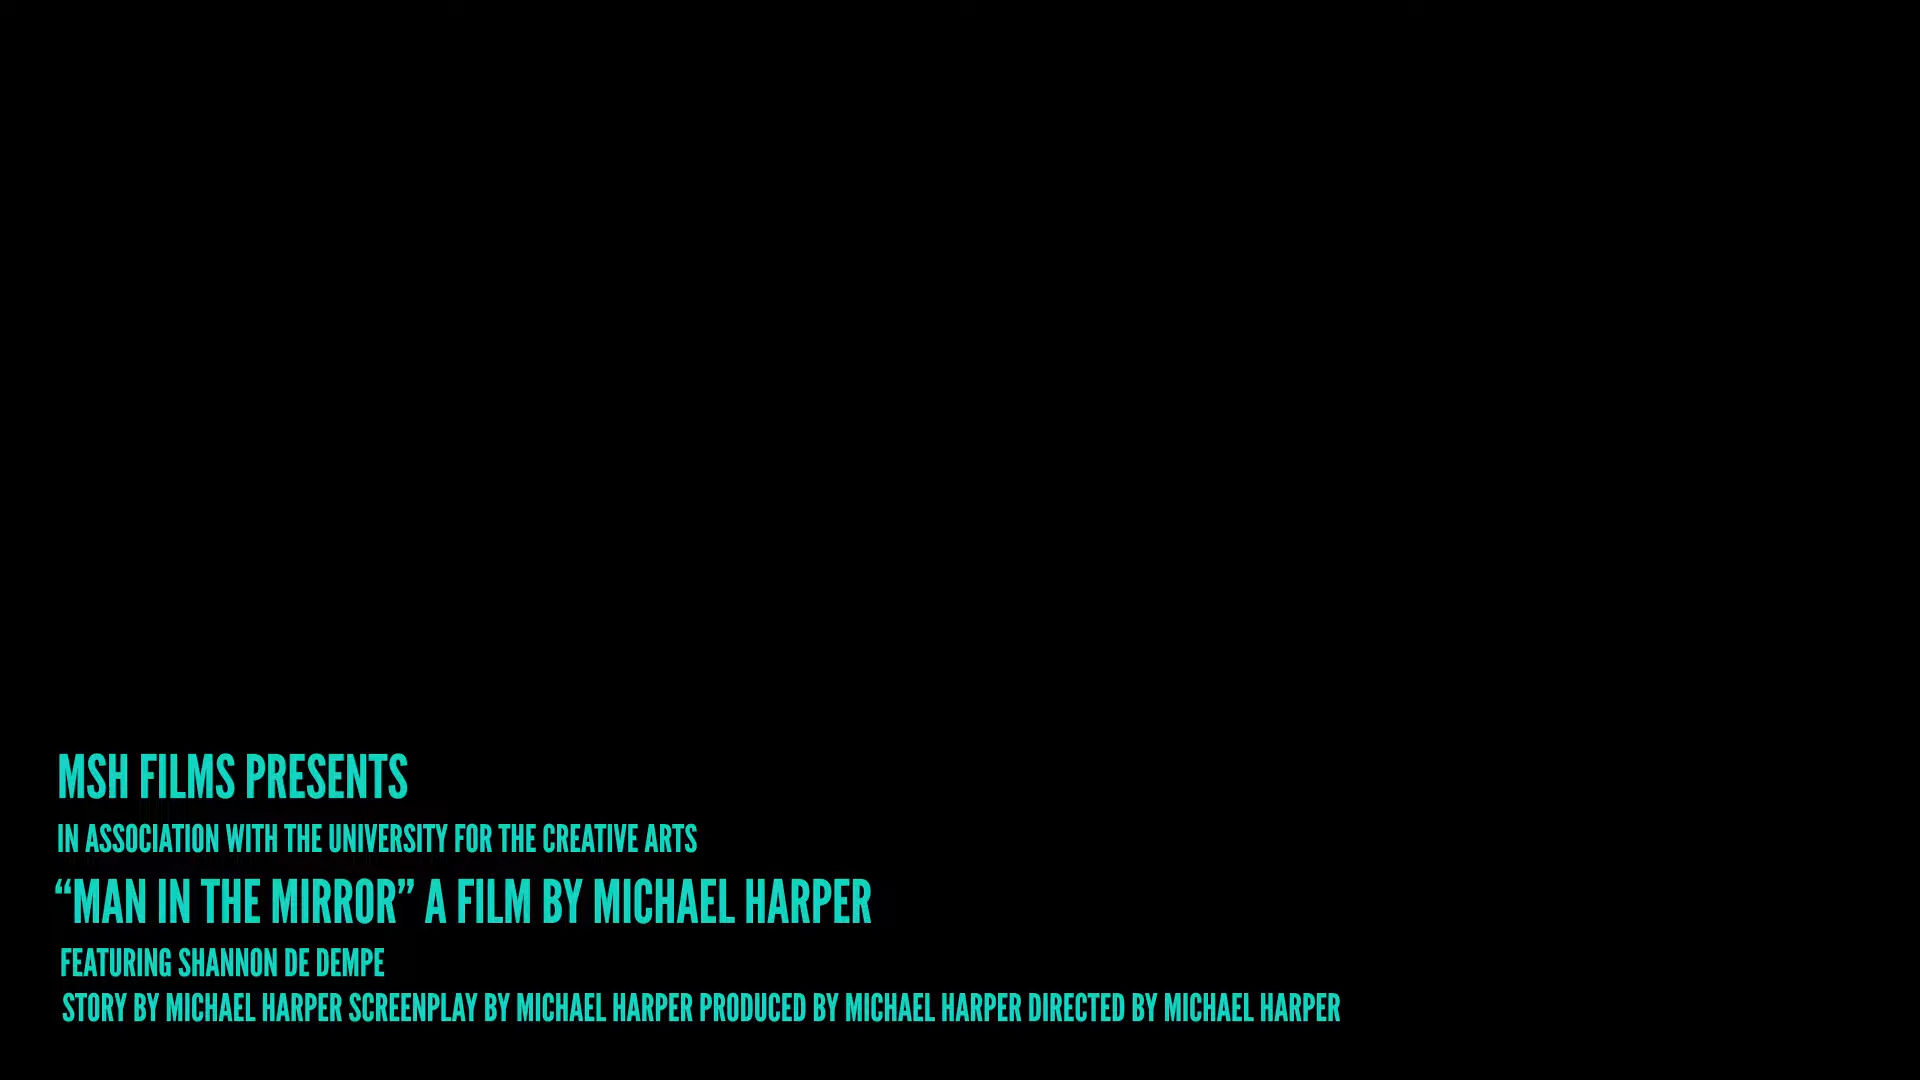 MSH FILMS PRESENTS
IN ASSOCIATION WITH THE UNIVERSITY FOR THE CREATIVE ARTS
“MAN IN THE MIRROR” A FILM BY MICHAEL HARPER
FEATURING SHANNON DE DEMPE
STORY BY MICHAEL HARPER SCREENPLAY BY MICHAEL HARPER PRODUCED BY MICHAEL HARPER DIRECTED BY MICHAEL HARPER